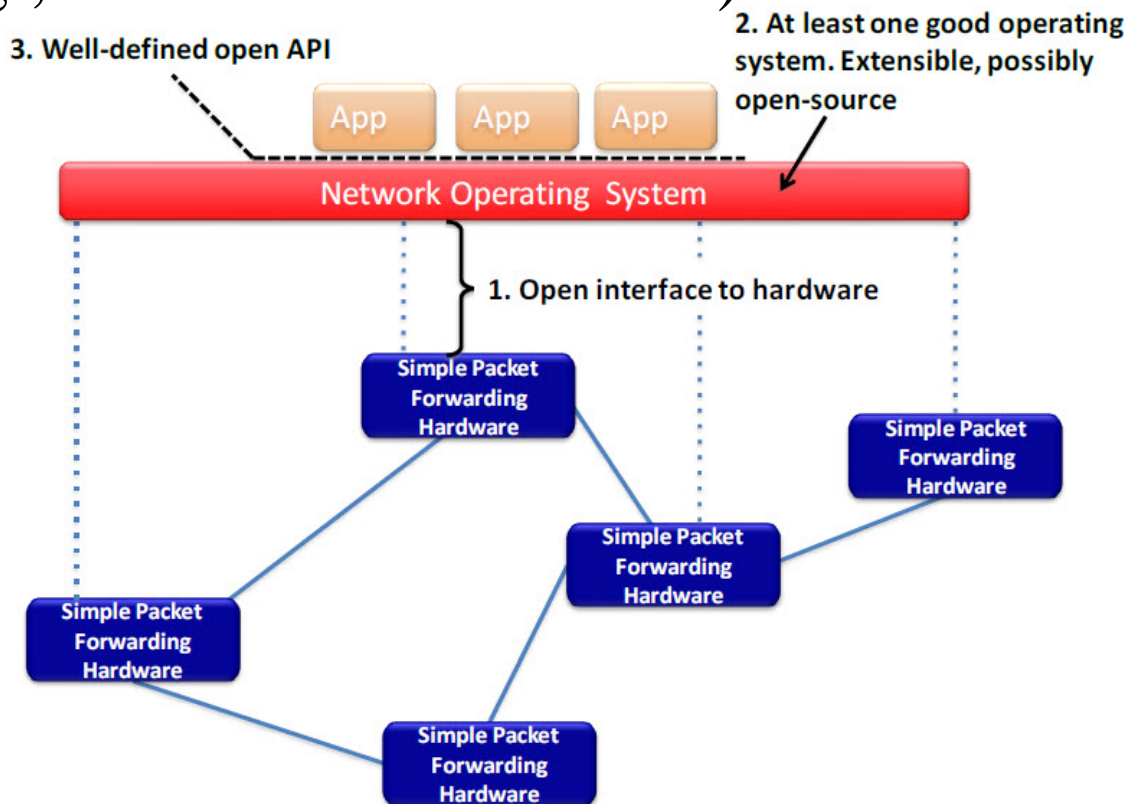 3. Well-defined open API
2. At least one good operating
system. Extensible, possibly
open-source
App
App
App
Network Operating System
1. Open interface to hardware
Simple Packet
Forwarding
Hardware
Simple Packet
Forwarding
Hardware
Simple Packet
Forwarding
Hardware
Simple Packet
Forwarding
Hardware
Simple Packet
Forwarding
Hardware